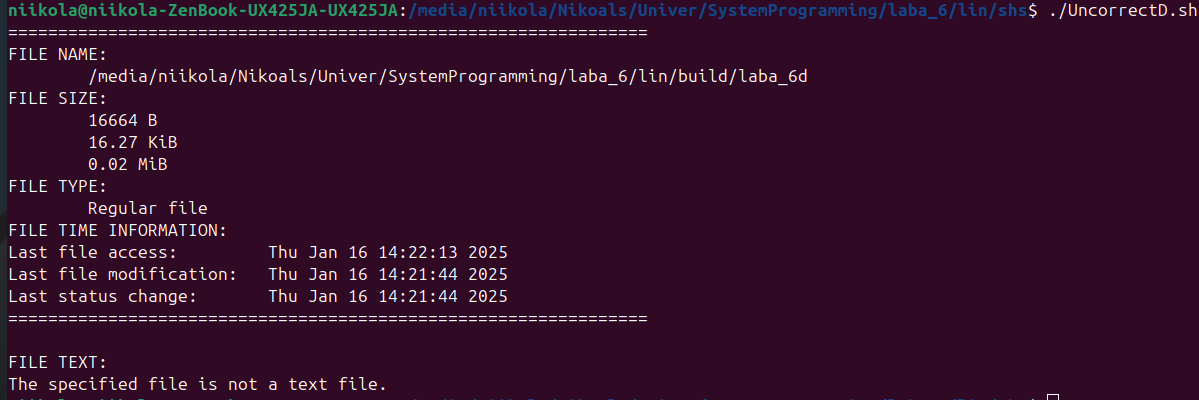 niikola@niikola-ZenBook-UX425JA-UX425JA:/media/niikola/Nikoals/Univer/SystemProgramming/laba_6/lin/shs$ ./UncorrectD.sh
================================================================
FILE NAME:
/media/niikola/Nikoals/Univer/SystemProgramming/laba_6/lin/build/laba_6d
FILE SIZE:
16664 B
16.27 KiB
0.02 MiB
FILE TYPE:
Regular file
FILE TIME INFORMATION:
Last file access: Thu Jan 16 14:22:13 2025
Last file modification: Thu Jan 16 14:21:44 2025
Last status change: Thu Jan 16 14:21:44 2025
================================================================
FILE TEXT:
The specified file is not a text file.